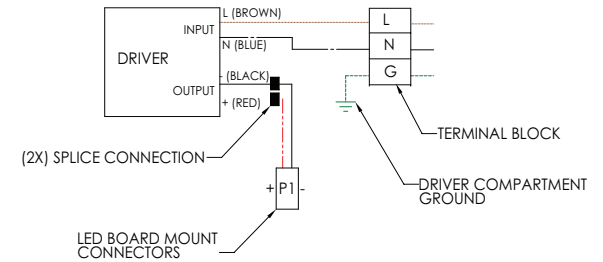 L (BROWN)
INPUT
N (BLUE)
DRIVER
- (BLACK)
OUTPUT
+ (RED)
L
N
G
TERMINAL BLOCK
(2X) SPLICE CONNECTION
DRIVER COMPARTMENT
GROUND
+ P1 -
LED BOARD MOUNT
CONNECTORS